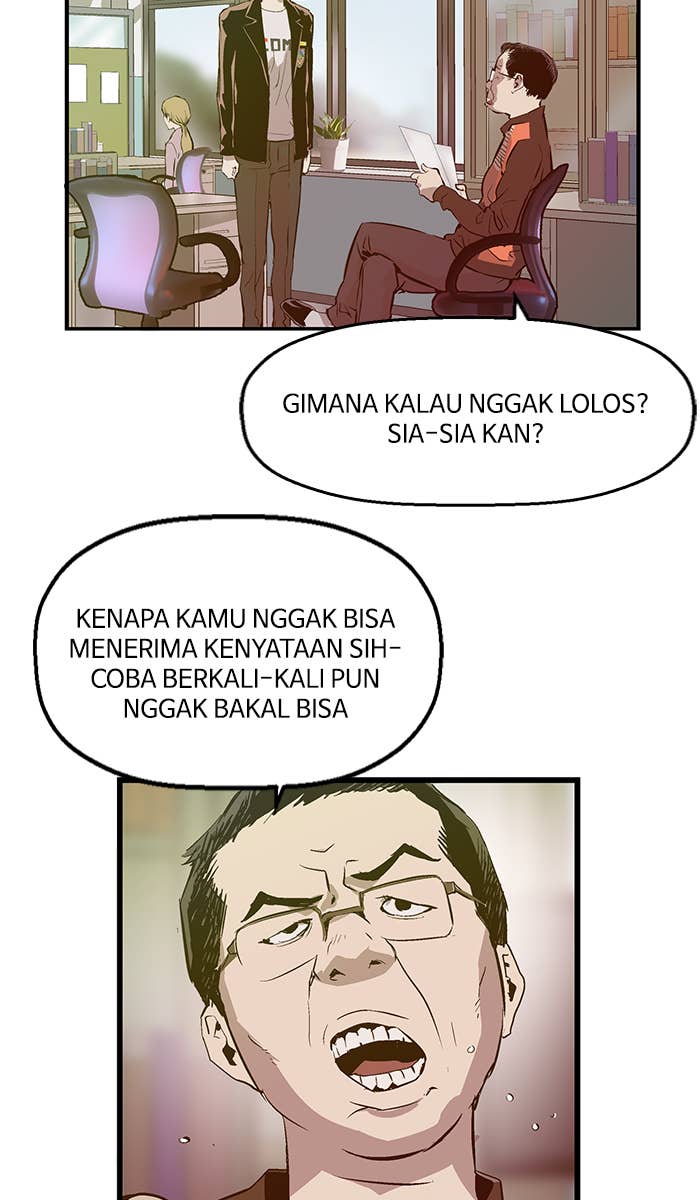 COM
GIMANA KALAU NGGAK LOLOS?
SIA-SIA KAN?
KENAPA KAMU NGGAK BISA
MENERIMA KENYATAAN SIH-
COBA BERKALI-KALI PUN
NGGAK BAKAL BISA